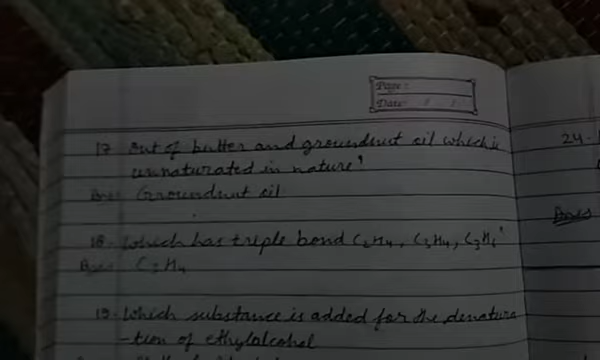 Page:
Date: / /
17 Out of butter and groundnut oil which is
unnaturated in nature?
Ans: Groundnut oil
24-
18- Which has triple bond C2H4, C3H4, C3H6?
Ans: C3H4
Ans
19- Which substance is added for the denatura
-tion of ethylalcohol